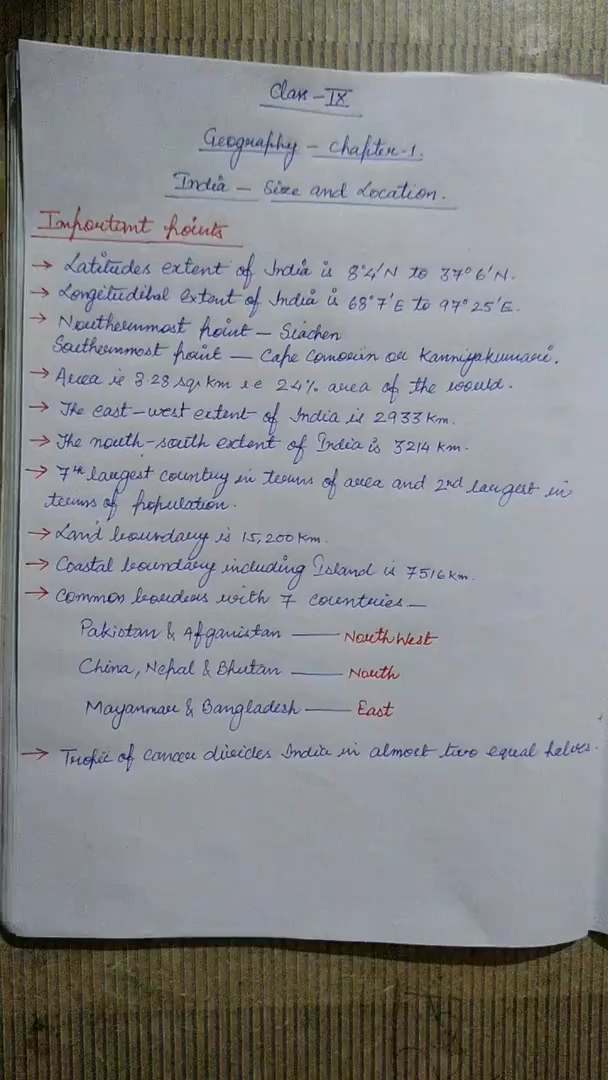 Class - IX
Geography - Chapter-1.
India - Size and Location.
Important points
→ Latitudes extent of India is 8°4'N to 37°6'N.
→ Longitudibal extent of India is 68°7'E to 97°25'E.
→ Northernmost point - Siachen
Southernmost point - Cape Comorin or Kanniyakumari.
→ Area is 3.28 sq. km i.e 24% area of the would.
→ The east-west extent of India is 2933 km.
→ The north-south extent of India is 3214 km.
→ 7th largest country in terms of area and 2nd largest in
terms of population.
→ Land boundary is 15,200 km.
→ Coastal boundary including Island is 7516 km.
→ Common borders with 7 countries -
Pakistan & Afganistan — North West
China, Nepal & Bhutan — North
Mayanmar & Bangladesh — East
→ Tropic of cancer divides India in almost two equal halves.